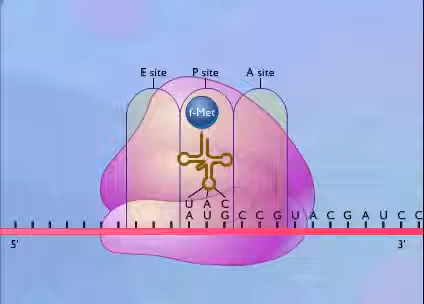 E site P site A site
f-Met
U A C
A U G C C G U A C G A U C C
5' 3'